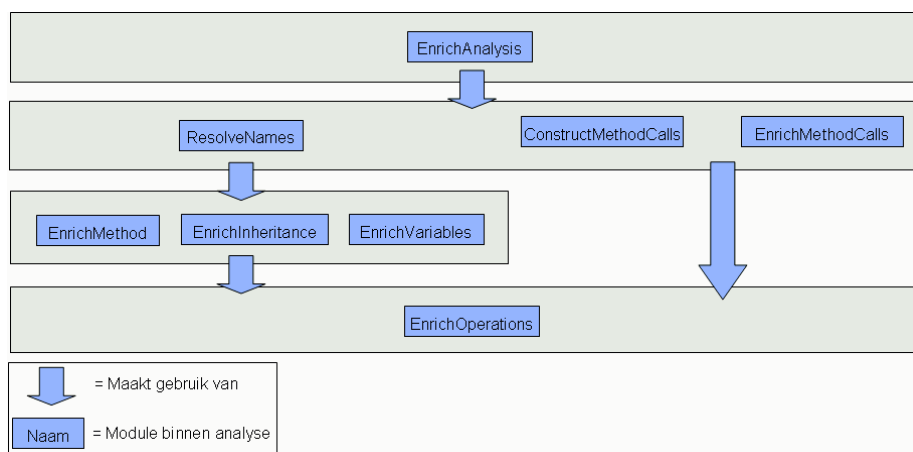 EnrichAnalysis
ResolveNames
ConstructMethodCalls
EnrichMethodCalls
EnrichMethod
EnrichInheritance
EnrichVariables
EnrichOperations
= Maakt gebruik van
Naam
= Module binnen analyse